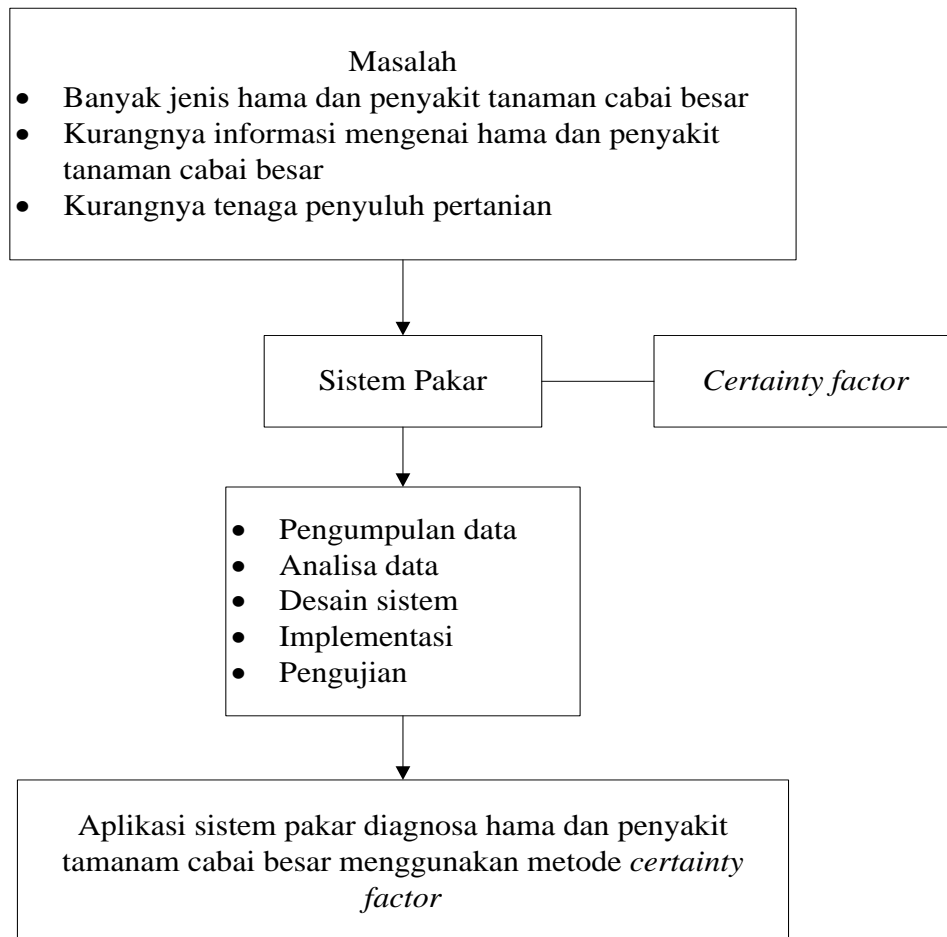 Masalah
• Banyak jenis hama dan penyakit tanaman cabai besar
• Kurangnya informasi mengenai hama dan penyakit
tanaman cabai besar
• Kurangnya tenaga penyuluh pertanian
Sistem Pakar
Certainty factor
• Pengumpulan data
• Analisa data
• Desain sistem
• Implementasi
• Pengujian
Aplikasi sistem pakar diagnosa hama dan penyakit
tamanam cabai besar menggunakan metode certainty
factor